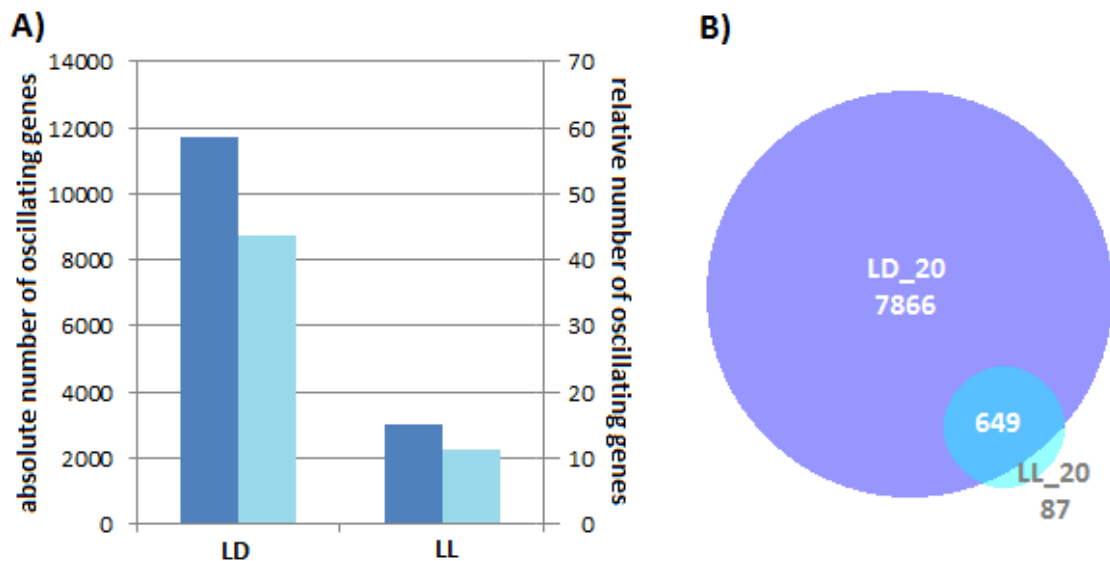 A)
absolute number of oscillating genes
14000
12000
10000
8000
6000
4000
2000
0
70
60
50
40
30
20
10
0
relative number of oscillating genes
LD
LL
B)
LD_20
7866
649
LL_20
87